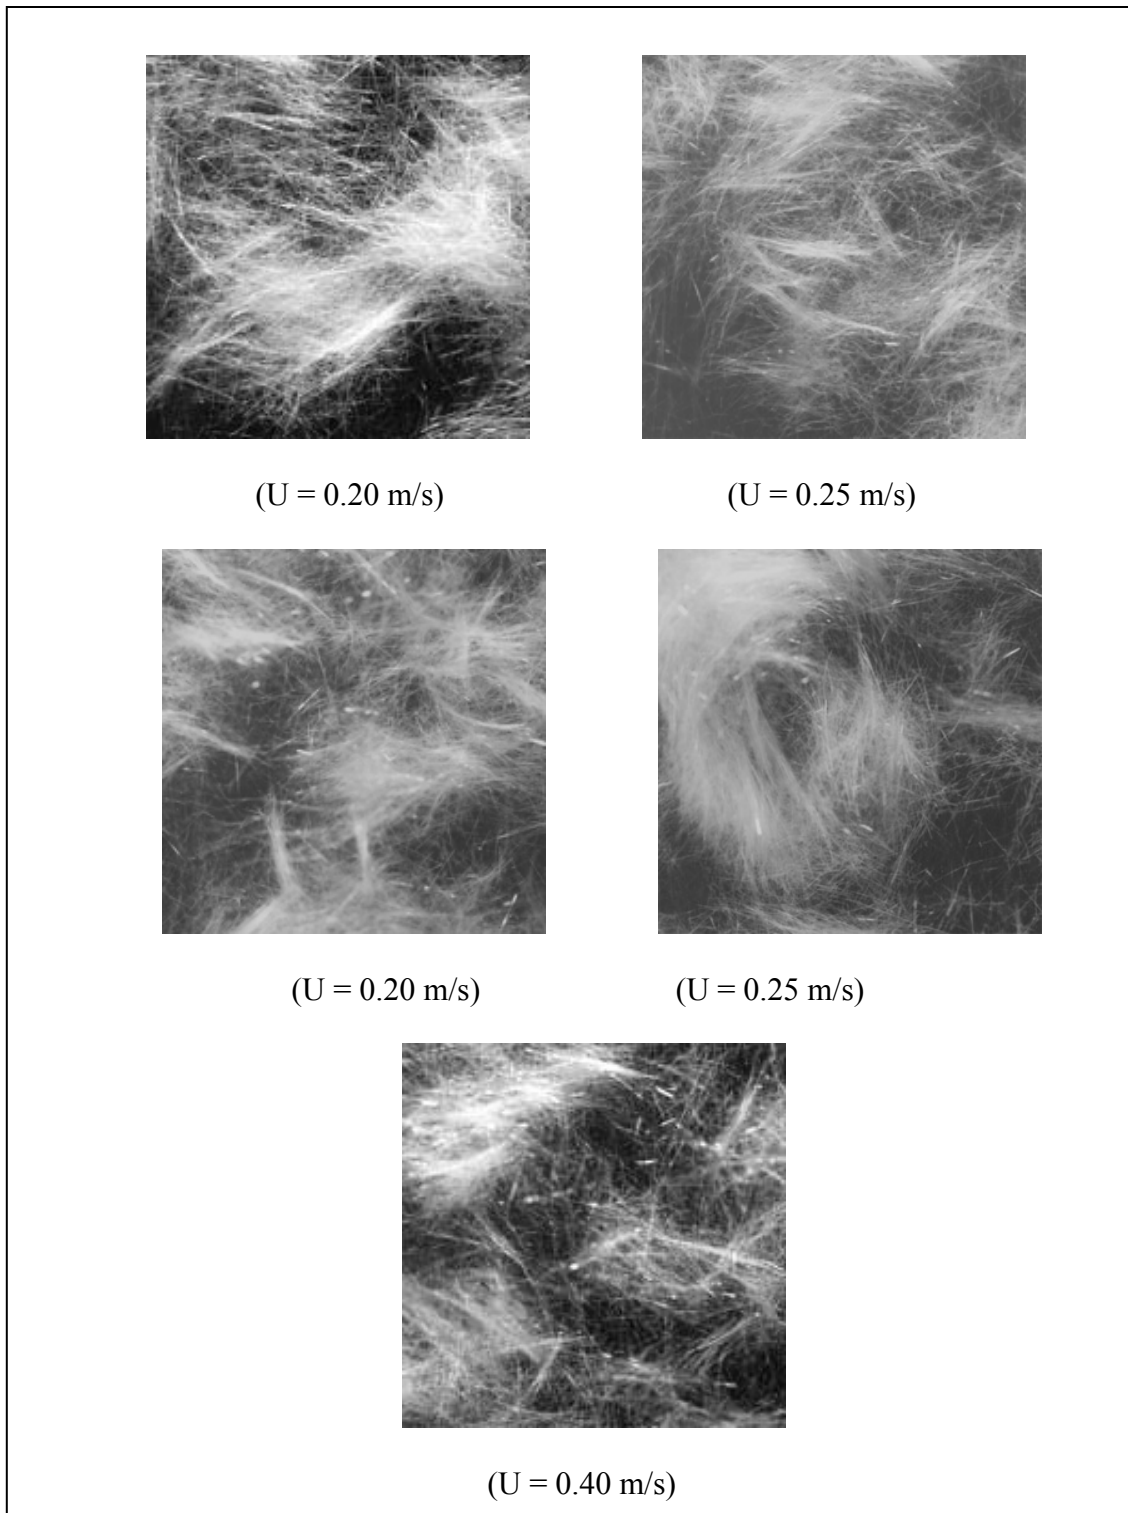 (U = 0.20 m/s)
(U = 0.25 m/s)
(U = 0.20 m/s)
(U = 0.25 m/s)
(U = 0.40 m/s)